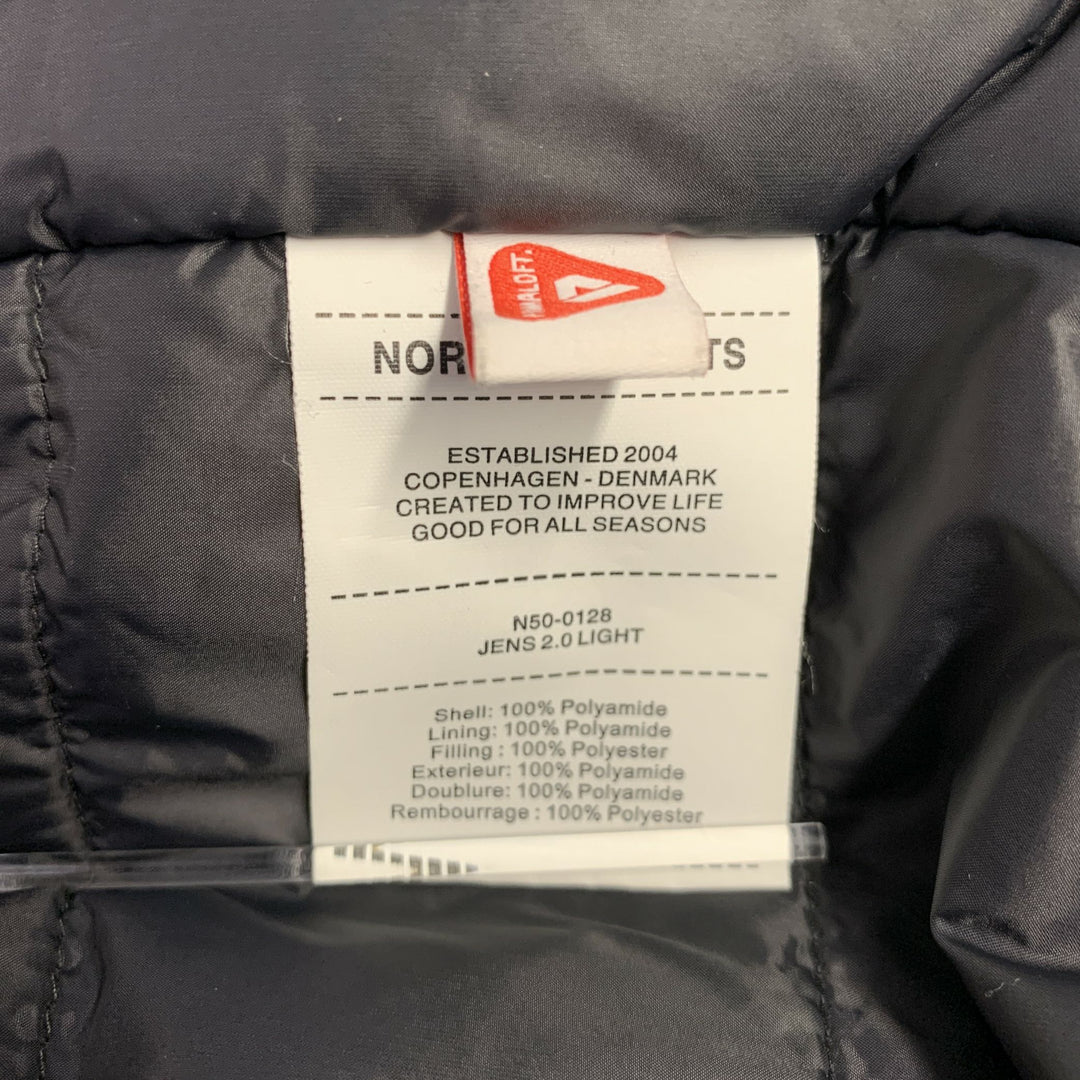 MALOFT.
NOR TS
ESTABLISHED 2004
COPENHAGEN - DENMARK
CREATED TO IMPROVE LIFE
GOOD FOR ALL SEASONS
N50-0128
JENS 2.0 LIGHT
Shell: 100% Polyamide
Lining: 100% Polyamide
Filling : 100% Polyester
Exterieur: 100% Polyamide
Doublure: 100% Polyamide
Rembourrage : 100% Polyester